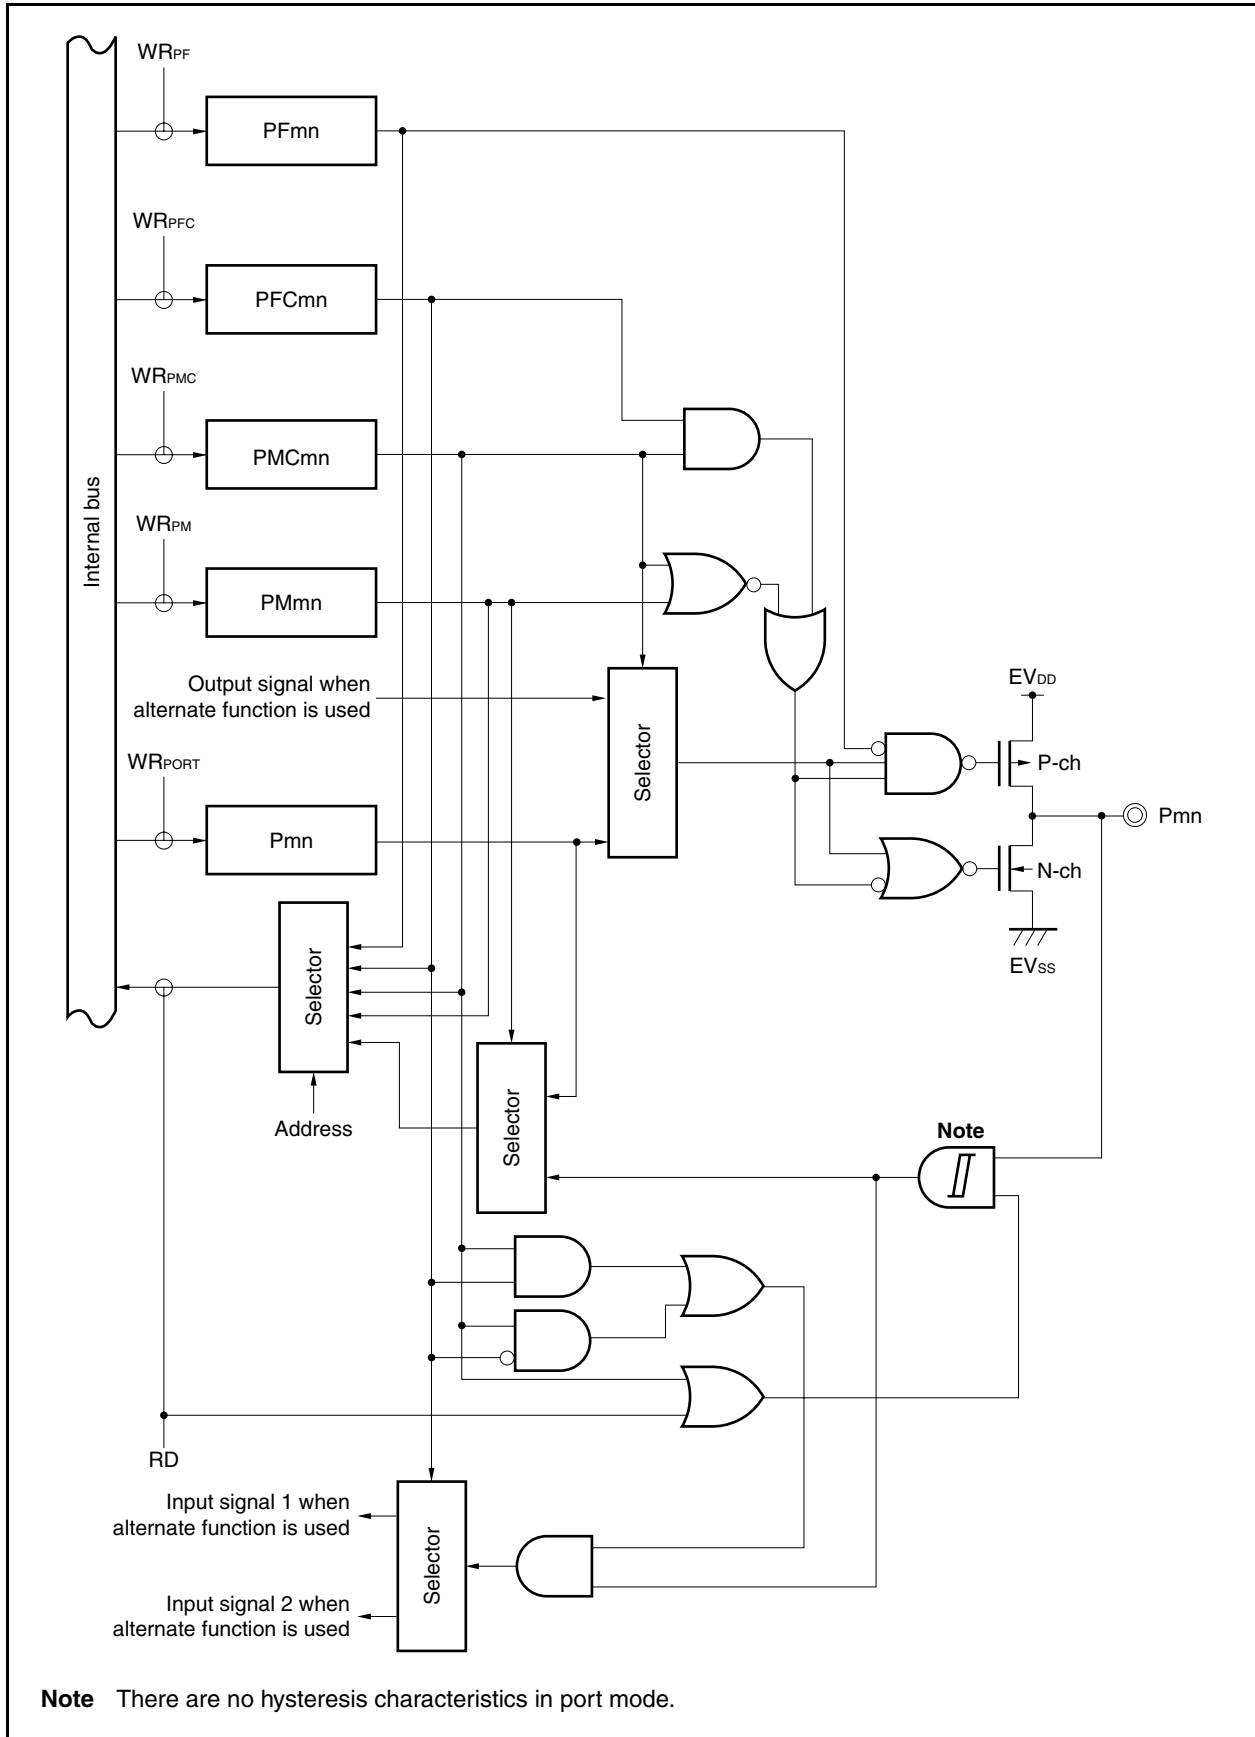 WRPF
PFmn
WRPFC
PFCmn
WRPMC
PMCmn
Internal bus
WRPM
PMmn
Output signal when
alternate function is used
Selector
EVDD
P-ch
WRPORT
Pmn
Pmn
N-ch
EVSS
Selector
Address
Selector
Note
RD
Input signal 1 when
alternate function is used
Selector
Input signal 2 when
alternate function is used
Note There are no hysteresis characteristics in port mode.